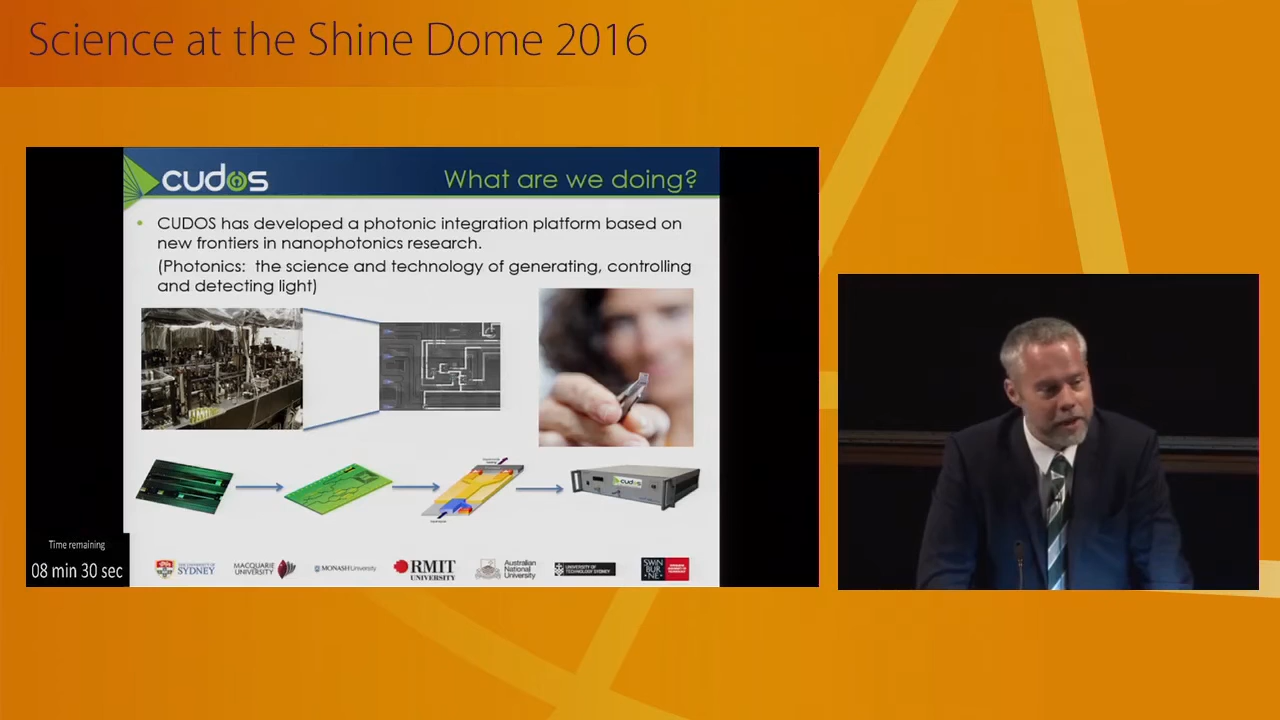 Science at the Shine Dome 2016
cudos
What are we doing?
• CUDOS has developed a photonic integration platform based on
new frontiers in nanophotonics research.
(Photonics: the science and technology of generating, controlling
and detecting light)
cudos
Time remaining
08 min 30 sec
THE UNIVERSITY OF
SYDNEY
MACQUARIE
UNIVERSITY
MONASH University
RMIT
UNIVERSITY
Australian
National
University
UNIVERSITY OF
TECHNOLOGY SYDNEY
SWIN
BUR
NE